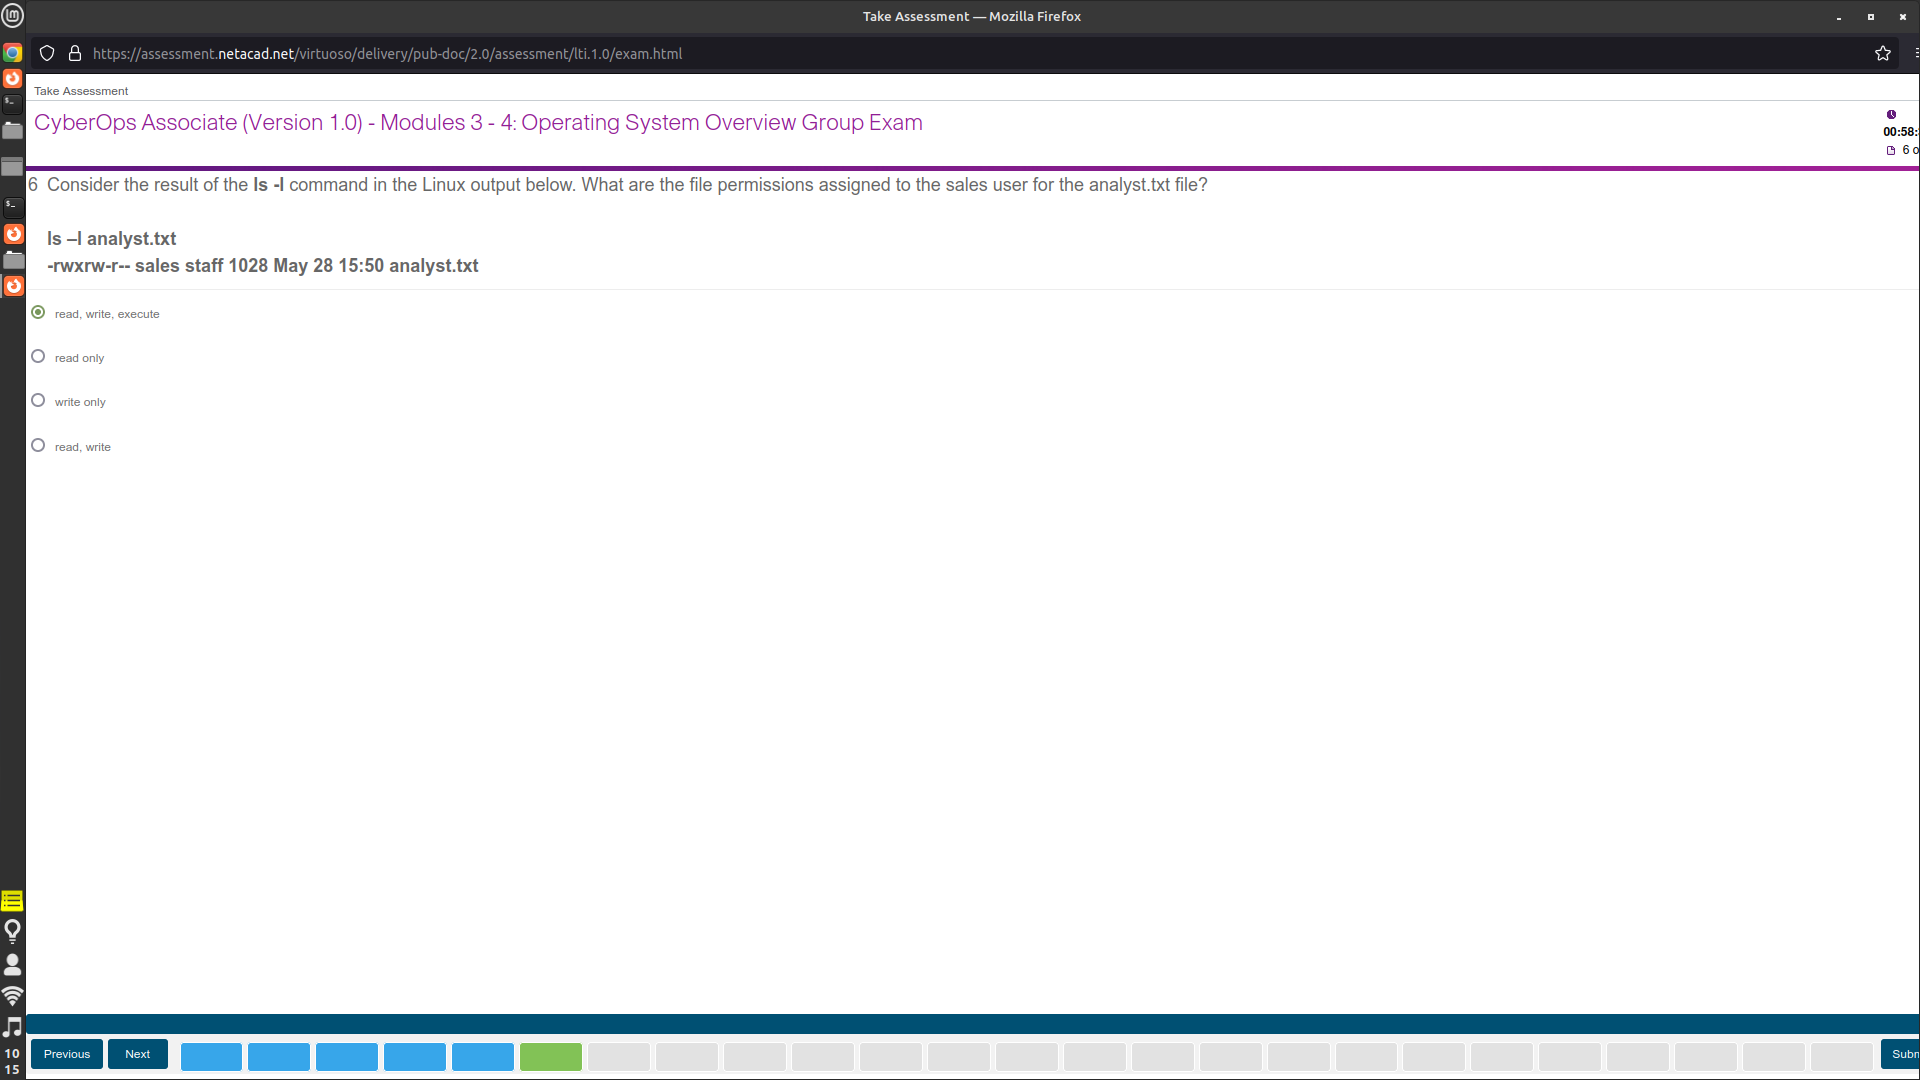 Take Assessment — Mozilla Firefox
https://assessment.netacad.net/virtuoso/delivery/pub-doc/2.0/assessment/lti.1.0/exam.html
Take Assessment
CyberOps Associate (Version 1.0) - Modules 3 - 4: Operating System Overview Group Exam
00:58:
6 o
6 Consider the result of the ls -l command in the Linux output below. What are the file permissions assigned to the sales user for the analyst.txt file?
ls –l analyst.txt
-rwxrw-r-- sales staff 1028 May 28 15:50 analyst.txt
read, write, execute
read only
write only
read, write
Previous
Next
Subm
10
15